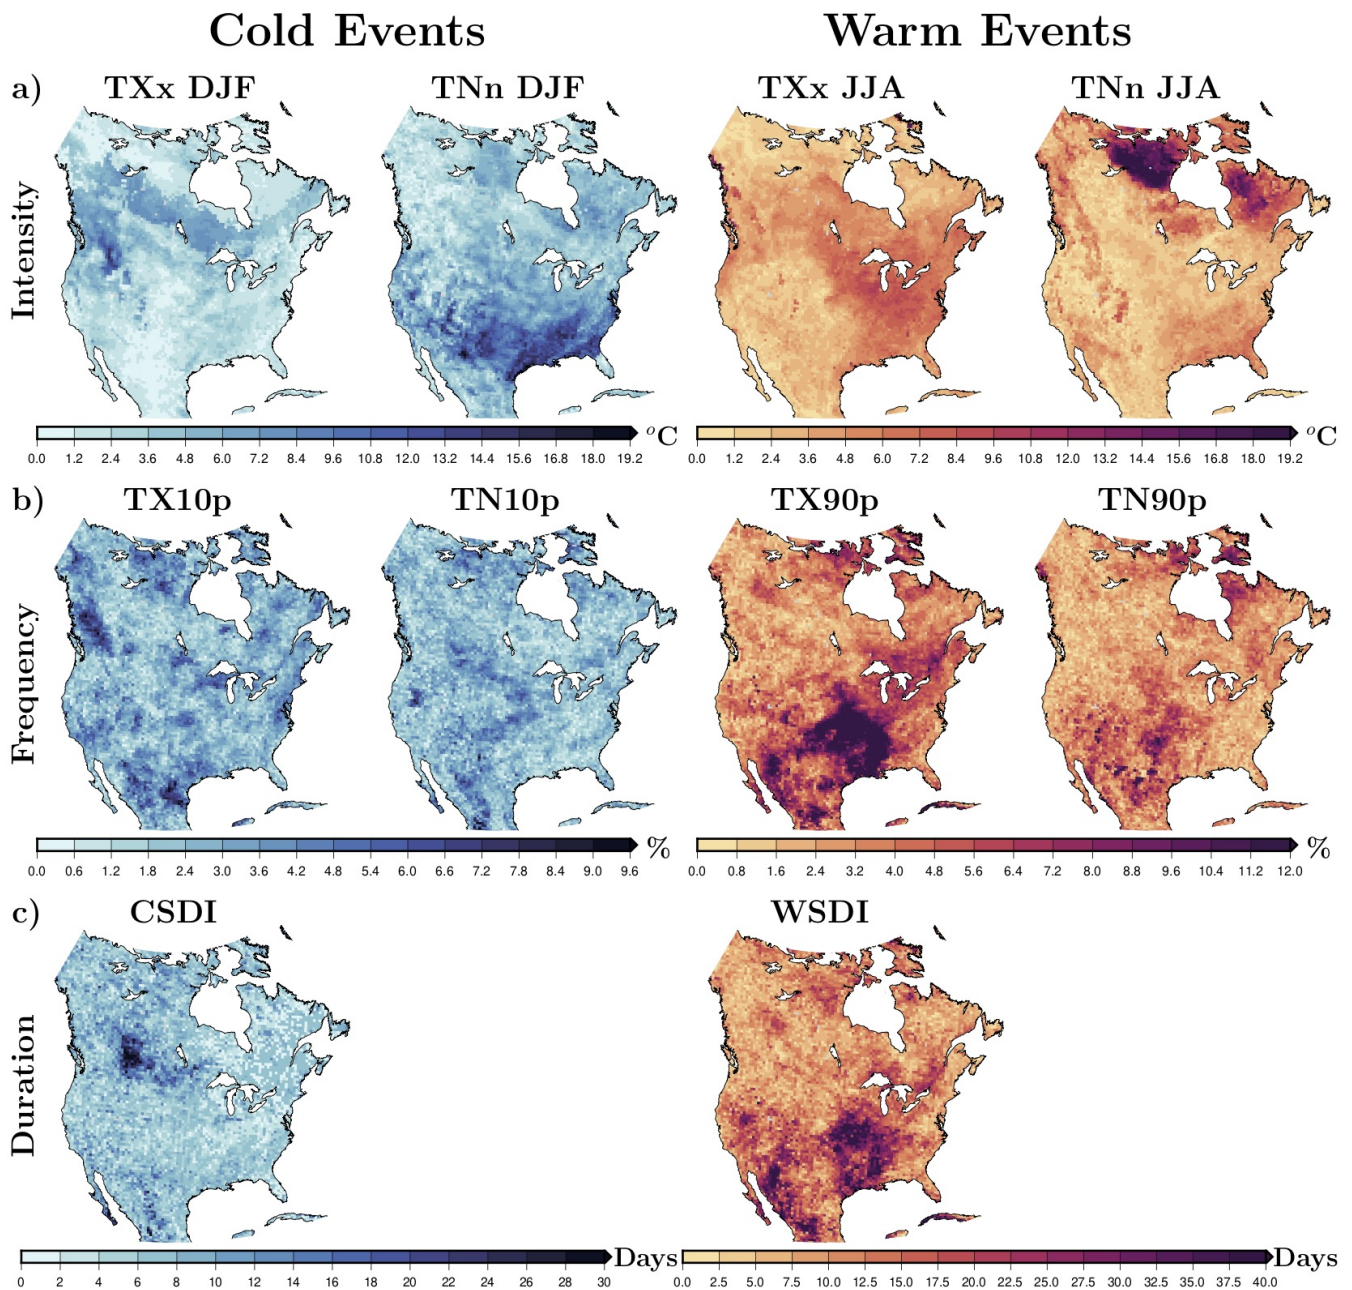 Cold Events
Warm Events
a)
TXx DJF
TNn DJF
TXx JJA
TNn JJA
Intensity
0.0 1.2 2.4 3.6 4.8 6.0 7.2 8.4 9.6 10.8 12.0 13.2 14.4 15.6 16.8 18.0 19.2
°C
0.0 1.2 2.4 3.6 4.8 6.0 7.2 8.4 9.6 10.8 12.0 13.2 14.4 15.6 16.8 18.0 19.2
°C
b)
TX10p
TN10p
TX90p
TN90p
Frequency
0.0 0.6 1.2 1.8 2.4 3.0 3.6 4.2 4.8 5.4 6.0 6.6 7.2 7.8 8.4 9.0 9.6
%
0.0 0.8 1.6 2.4 3.2 4.0 4.8 5.6 6.4 7.2 8.0 8.8 9.6 10.4 11.2 12.0
%
c)
CSDI
WSDI
Duration
0 2 4 6 8 10 12 14 16 18 20 22 24 26 28 30
Days
0.0 2.5 5.0 7.5 10.0 12.5 15.0 17.5 20.0 22.5 25.0 27.5 30.0 32.5 35.0 37.5 40.0
Days